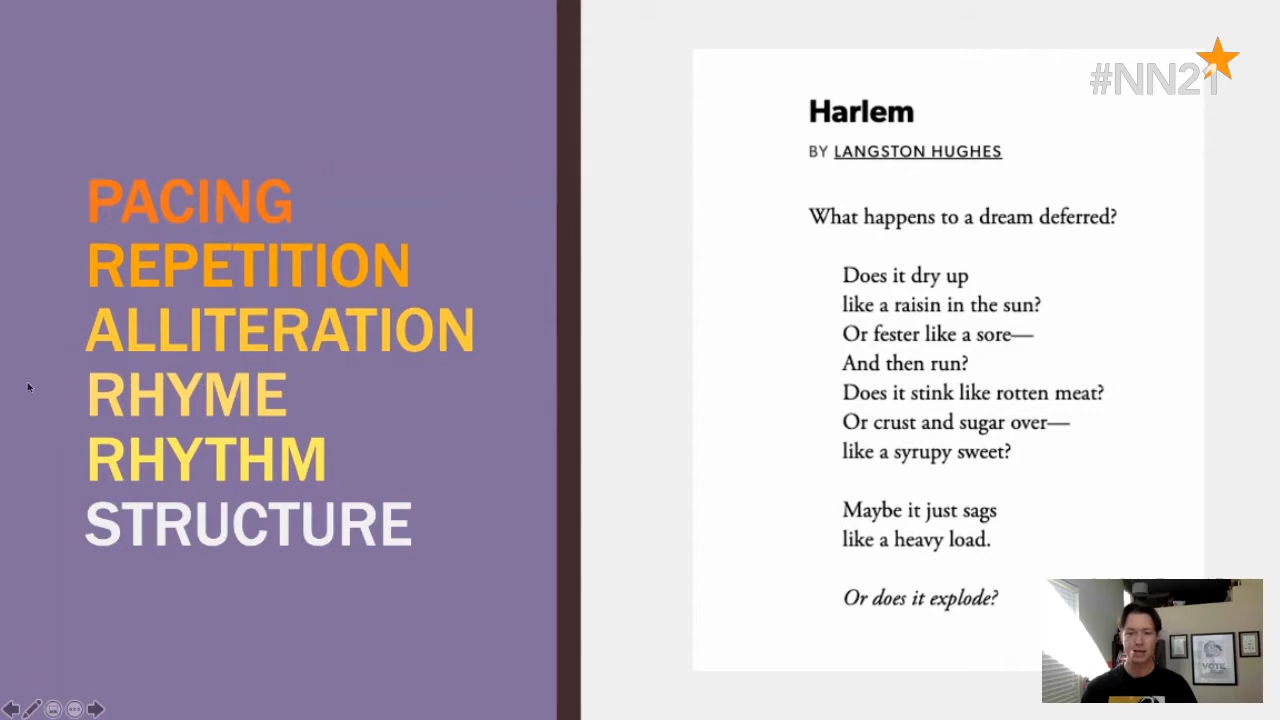 PACING
REPETITION
ALLITERATION
RHYME
RHYTHM
STRUCTURE
#NN21
Harlem
BY LANGSTON HUGHES
What happens to a dream deferred?
Does it dry up
like a raisin in the sun?
Or fester like a sore—
And then run?
Does it stink like rotten meat?
Or crust and sugar over—
like a syrupy sweet?
Maybe it just sags
like a heavy load.
Or does it explode?
VOTE